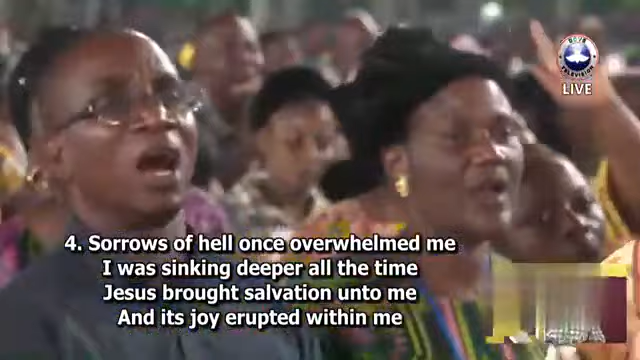 TELEVISION
LIVE
4. Sorrows of hell once overwhelmed me
I was sinking deeper all the time
Jesus brought salvation unto me
And its joy erupted within me